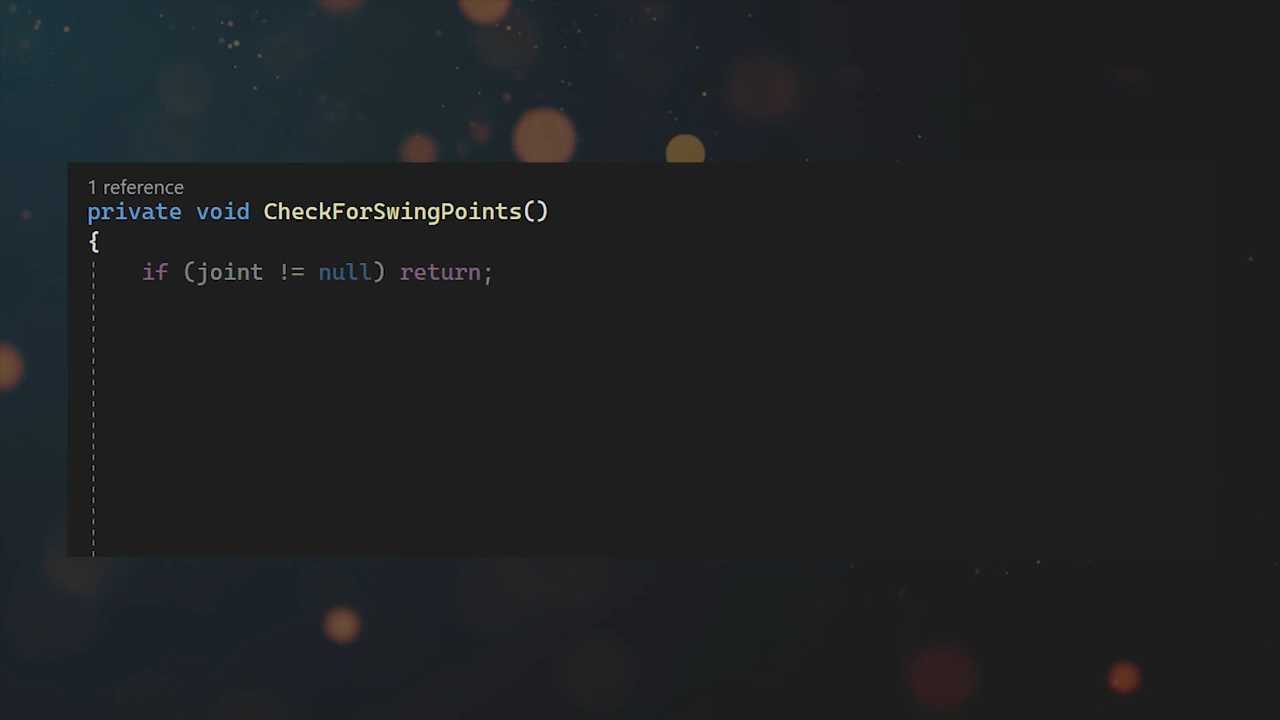 1 reference
private void CheckForSwingPoints()
{
if (joint != null) return;